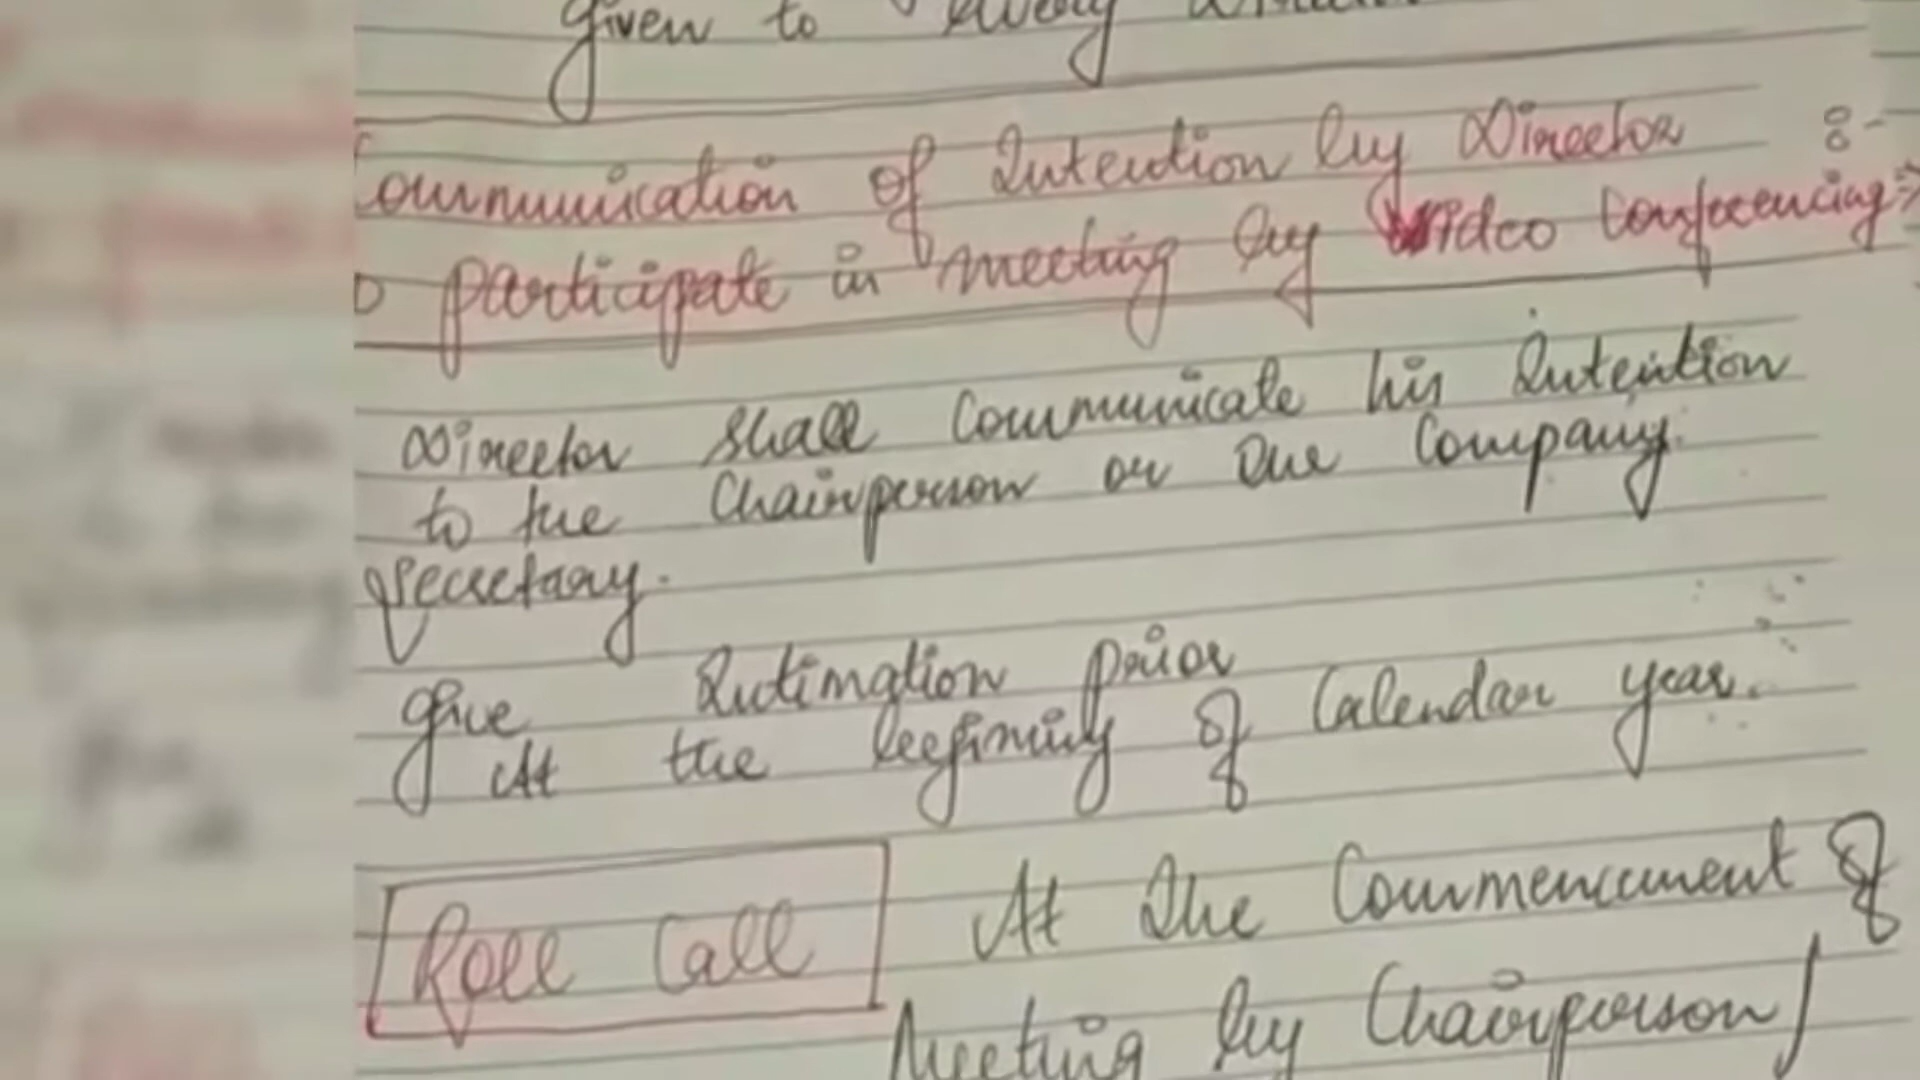 given to every
Communication of Intention by Director :-
to participate in meeting by Video Conferencing :-
Director shall Communicate his Intention
to the Chairperson or the Company
Secretary.
give Intimation prior
At the begining of Calendar year.
Roll Call At the Commencement of
Meeting by Chairperson /